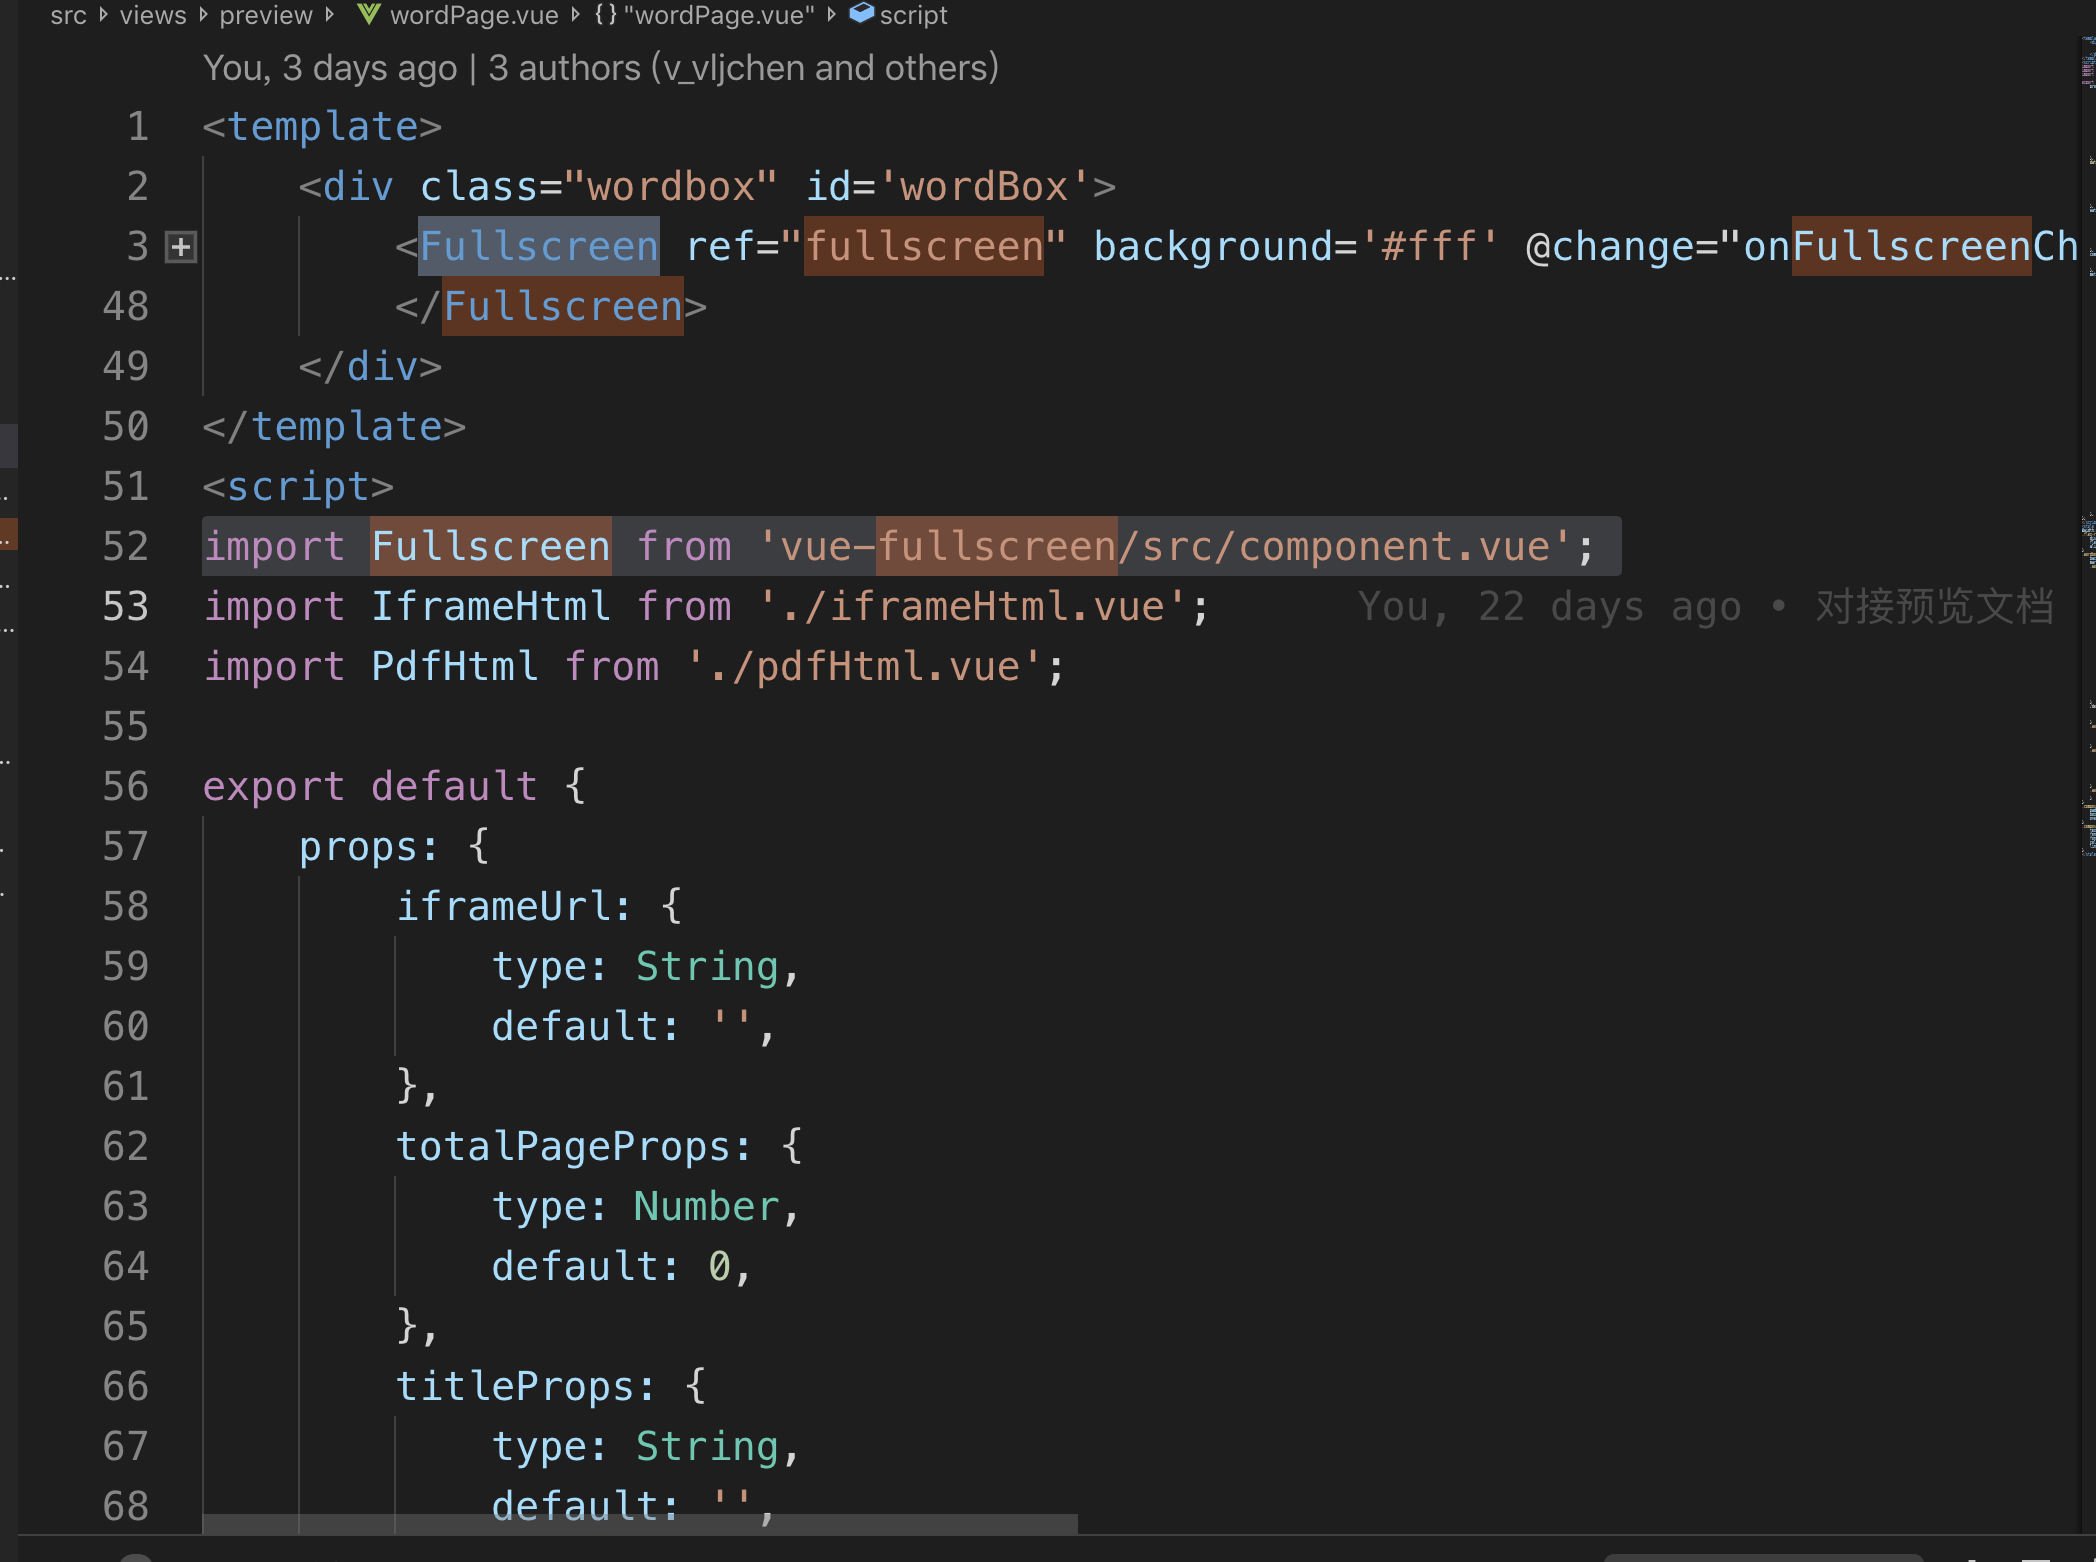 src › views › preview › wordPage.vue › {} "wordPage.vue" › script
You, 3 days ago | 3 authors (v_vljchen and others)
1 <template>
2 <div class="wordbox" id='wordBox'>
3 <Fullscreen ref="fullscreen" background='#fff' @change="onFullscreenCh
48 </Fullscreen>
49 </div>
50 </template>
51 <script>
52 import Fullscreen from 'vue-fullscreen/src/component.vue';
53 import IframeHtml from './iframeHtml.vue'; You, 22 days ago • 对接预览文档
54 import PdfHtml from './pdfHtml.vue';
55
56 export default {
57 props: {
58 iframeUrl: {
59 type: String,
60 default: '',
61 },
62 totalPageProps: {
63 type: Number,
64 default: 0,
65 },
66 titleProps: {
67 type: String,
68 default: '',